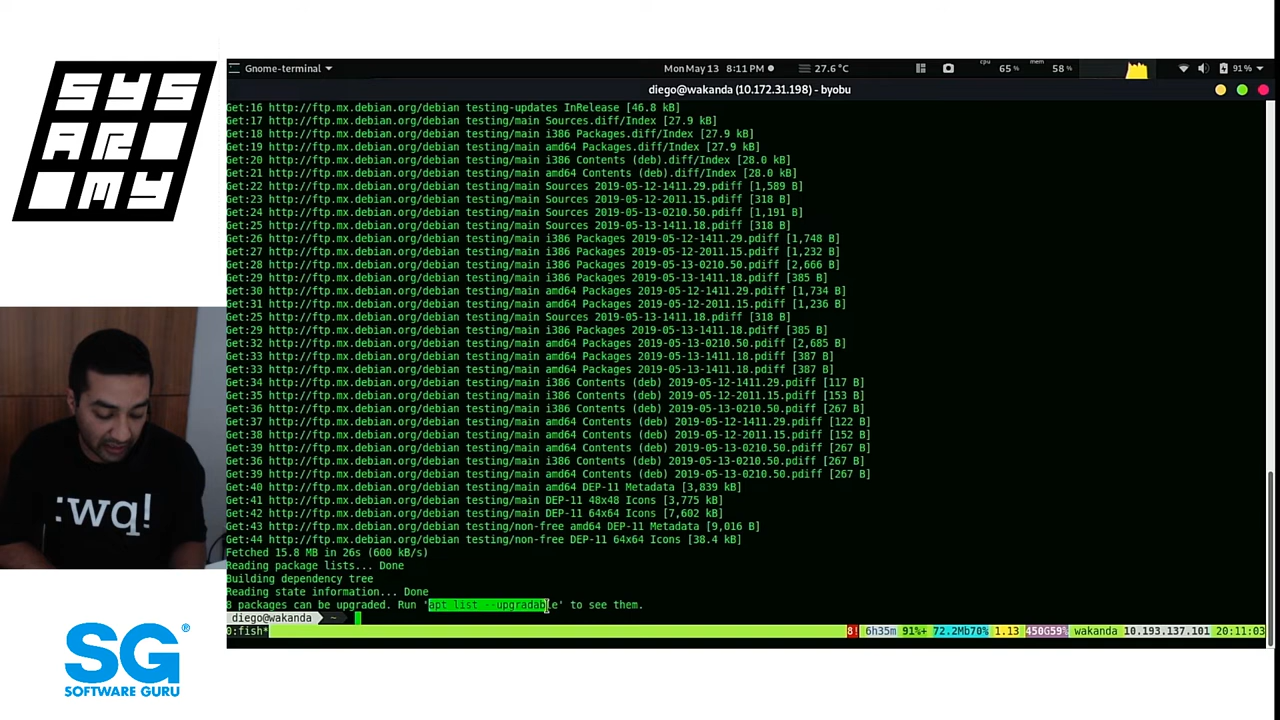 SYS
AR
MY
Gnome-terminal
Mon May 13 8:11 PM
27.6 °C
cpu
65 %
mem
58 %
91 %
diego@wakanda (10.172.31.198) - byobu
Get:16 http://ftp.mx.debian.org/debian testing-updates InRelease [46.8 kB]
Get:17 http://ftp.mx.debian.org/debian testing/main Sources.diff/Index [27.9 kB]
Get:18 http://ftp.mx.debian.org/debian testing/main i386 Packages.diff/Index [27.9 kB]
Get:19 http://ftp.mx.debian.org/debian testing/main amd64 Packages.diff/Index [27.9 kB]
Get:20 http://ftp.mx.debian.org/debian testing/main i386 Contents (deb).diff/Index [28.0 kB]
Get:21 http://ftp.mx.debian.org/debian testing/main amd64 Contents (deb).diff/Index [28.0 kB]
Get:22 http://ftp.mx.debian.org/debian testing/main Sources 2019-05-12-1411.29.pdiff [1,589 B]
Get:23 http://ftp.mx.debian.org/debian testing/main Sources 2019-05-12-2011.15.pdiff [318 B]
Get:24 http://ftp.mx.debian.org/debian testing/main Sources 2019-05-13-0210.50.pdiff [1,191 B]
Get:25 http://ftp.mx.debian.org/debian testing/main Sources 2019-05-13-1411.18.pdiff [318 B]
Get:26 http://ftp.mx.debian.org/debian testing/main i386 Packages 2019-05-12-1411.29.pdiff [1,748 B]
Get:27 http://ftp.mx.debian.org/debian testing/main i386 Packages 2019-05-12-2011.15.pdiff [1,232 B]
Get:28 http://ftp.mx.debian.org/debian testing/main i386 Packages 2019-05-13-0210.50.pdiff [2,666 B]
Get:29 http://ftp.mx.debian.org/debian testing/main i386 Packages 2019-05-13-1411.18.pdiff [385 B]
Get:30 http://ftp.mx.debian.org/debian testing/main amd64 Packages 2019-05-12-1411.29.pdiff [1,734 B]
Get:31 http://ftp.mx.debian.org/debian testing/main amd64 Packages 2019-05-12-2011.15.pdiff [1,236 B]
Get:25 http://ftp.mx.debian.org/debian testing/main Sources 2019-05-13-1411.18.pdiff [318 B]
Get:29 http://ftp.mx.debian.org/debian testing/main i386 Packages 2019-05-13-1411.18.pdiff [385 B]
Get:32 http://ftp.mx.debian.org/debian testing/main amd64 Packages 2019-05-13-0210.50.pdiff [2,685 B]
Get:33 http://ftp.mx.debian.org/debian testing/main amd64 Packages 2019-05-13-1411.18.pdiff [387 B]
Get:33 http://ftp.mx.debian.org/debian testing/main amd64 Packages 2019-05-13-1411.18.pdiff [387 B]
Get:34 http://ftp.mx.debian.org/debian testing/main i386 Contents (deb) 2019-05-12-1411.29.pdiff [117 B]
Get:35 http://ftp.mx.debian.org/debian testing/main i386 Contents (deb) 2019-05-12-2011.15.pdiff [153 B]
Get:36 http://ftp.mx.debian.org/debian testing/main i386 Contents (deb) 2019-05-13-0210.50.pdiff [267 B]
Get:37 http://ftp.mx.debian.org/debian testing/main amd64 Contents (deb) 2019-05-12-1411.29.pdiff [122 B]
Get:38 http://ftp.mx.debian.org/debian testing/main amd64 Contents (deb) 2019-05-12-2011.15.pdiff [152 B]
Get:39 http://ftp.mx.debian.org/debian testing/main amd64 Contents (deb) 2019-05-13-0210.50.pdiff [267 B]
Get:36 http://ftp.mx.debian.org/debian testing/main i386 Contents (deb) 2019-05-13-0210.50.pdiff [267 B]
Get:39 http://ftp.mx.debian.org/debian testing/main amd64 Contents (deb) 2019-05-13-0210.50.pdiff [267 B]
Get:40 http://ftp.mx.debian.org/debian testing/main amd64 DEP-11 Metadata [3,839 kB]
Get:41 http://ftp.mx.debian.org/debian testing/main DEP-11 48x48 Icons [3,775 kB]
Get:42 http://ftp.mx.debian.org/debian testing/main DEP-11 64x64 Icons [7,602 kB]
Get:43 http://ftp.mx.debian.org/debian testing/non-free amd64 DEP-11 Metadata [9,016 B]
Get:44 http://ftp.mx.debian.org/debian testing/non-free DEP-11 64x64 Icons [38.4 kB]
Fetched 15.8 MB in 26s (600 kB/s)
Reading package lists... Done
Building dependency tree
Reading state information... Done
8 packages can be upgraded. Run 'apt list --upgradable' to see them.
diego@wakanda ~
0:fish* 8! 6h35m 91%+ 72.2Mb70% 1.13 450G59% wakanda 10.193.137.101 20:11:03
:wq!
SG®
SOFTWARE GURU